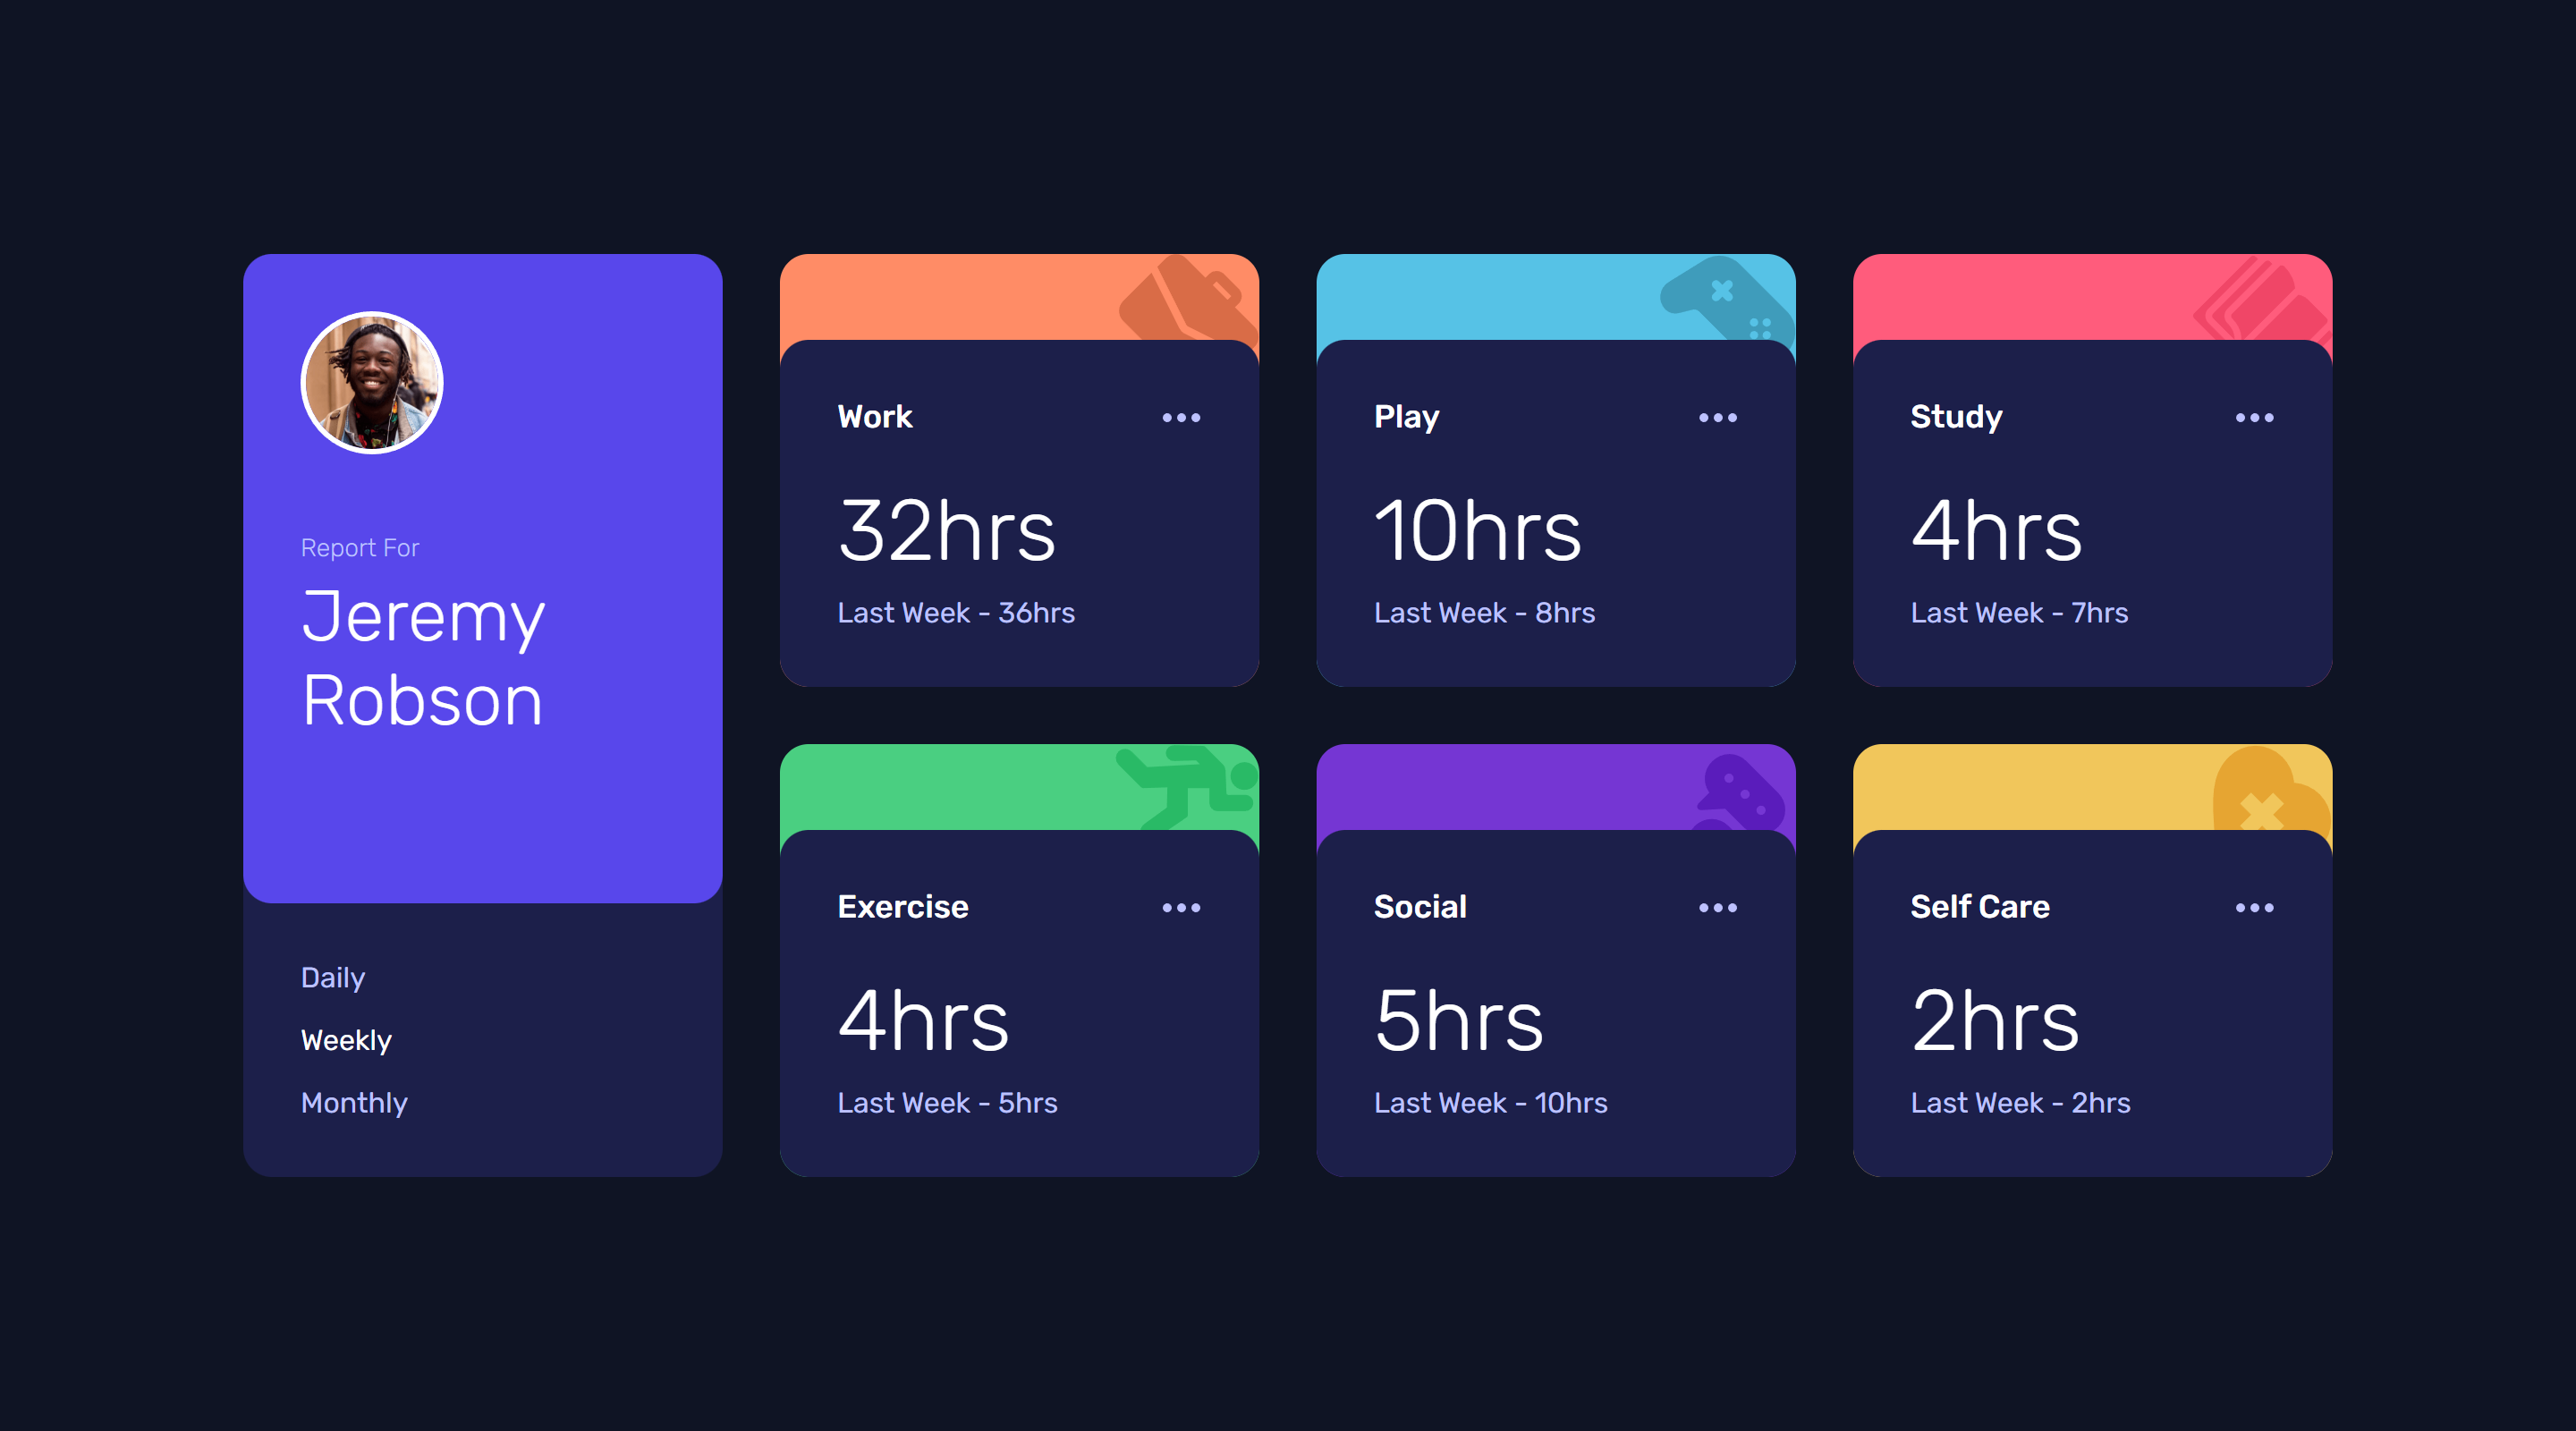 Report For
Jeremy
Robson
Daily
Weekly
Monthly
Work
32hrs
Last Week - 36hrs
Play
10hrs
Last Week - 8hrs
Study
4hrs
Last Week - 7hrs
Exercise
4hrs
Last Week - 5hrs
Social
5hrs
Last Week - 10hrs
Self Care
2hrs
Last Week - 2hrs